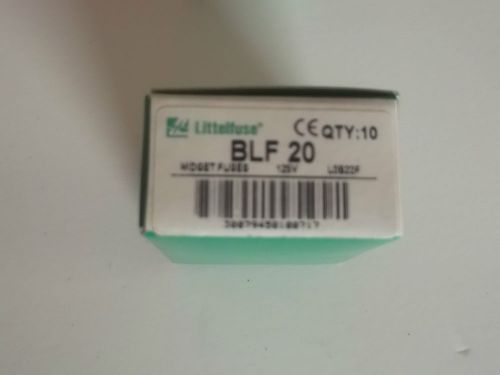 Littelfuse® CE QTY:10
BLF 20
MIDGET FUSES 125V